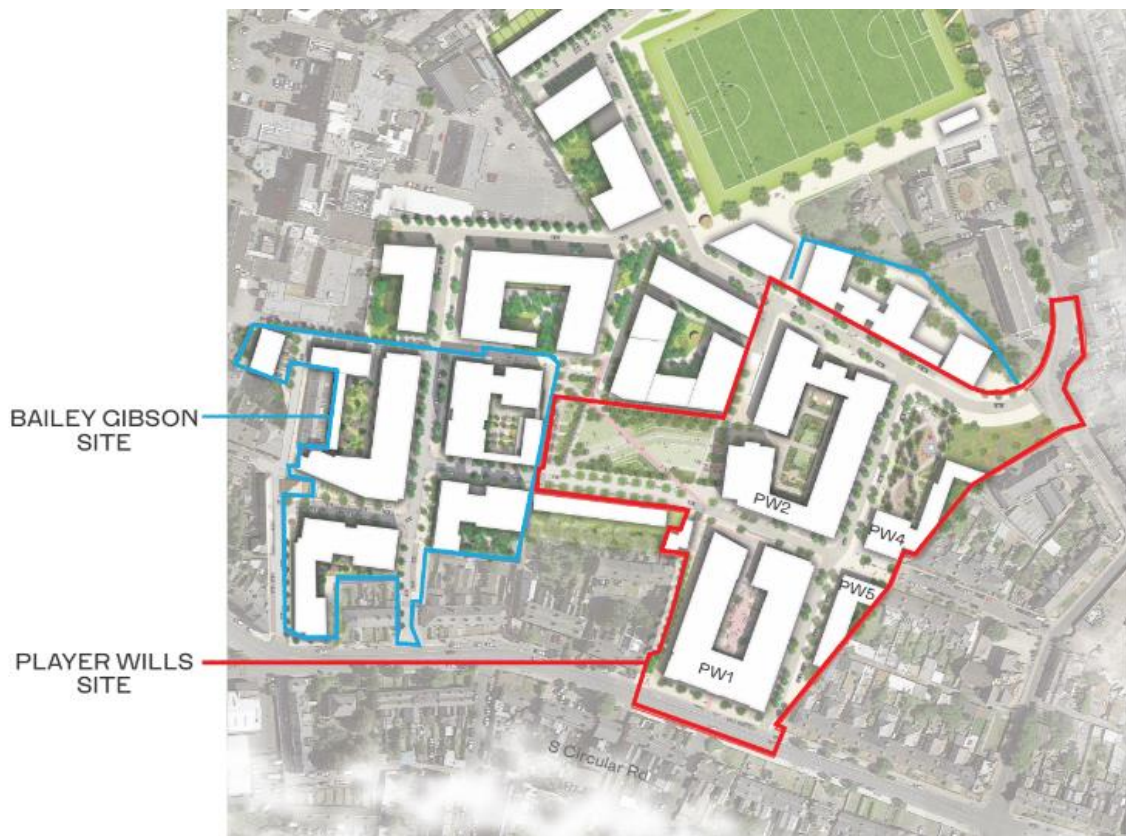 BAILEY GIBSON
SITE
PW2
PW4
PW5
PLAYER WILLS
SITE
PW1
S Circular Rd